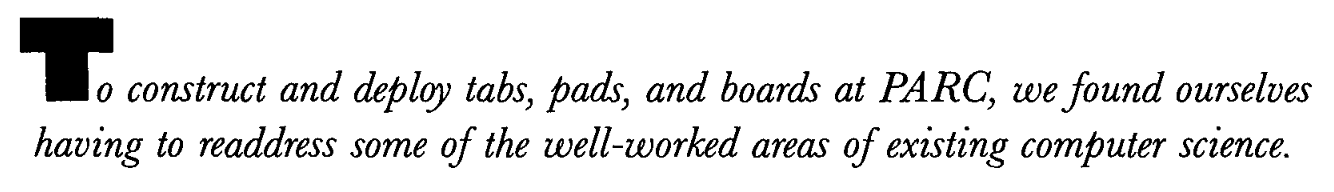 To construct and deploy tabs, pads, and boards at PARC, we found ourselves
having to readdress some of the well-worked areas of existing computer science.